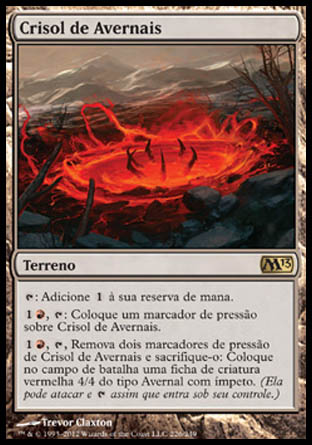 Crisol de Avernais
Terreno
M13
: Adicione 1 à sua reserva de mana.
1, : Coloque um marcador de pressão
sobre Crisol de Avernais.
1, , Remova dois marcadores de pressão
de Crisol de Avernais e sacrifique-o: Coloque
no campo de batalha uma ficha de criatura
vermelha 4/4 do tipo Avernal com ímpeto. (Ela
pode atacar e assim que entra sob seu controle.)
Trevor Claxton
™ © 1993-2012 Wizards of the Coast LLC 226/249